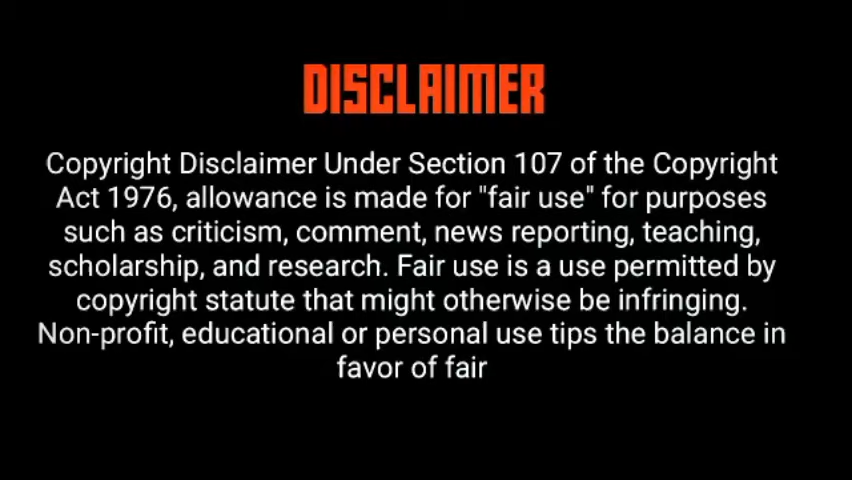 DISCLAIMER
Copyright Disclaimer Under Section 107 of the Copyright
Act 1976, allowance is made for "fair use" for purposes
such as criticism, comment, news reporting, teaching,
scholarship, and research. Fair use is a use permitted by
copyright statute that might otherwise be infringing.
Non-profit, educational or personal use tips the balance in
favor of fair